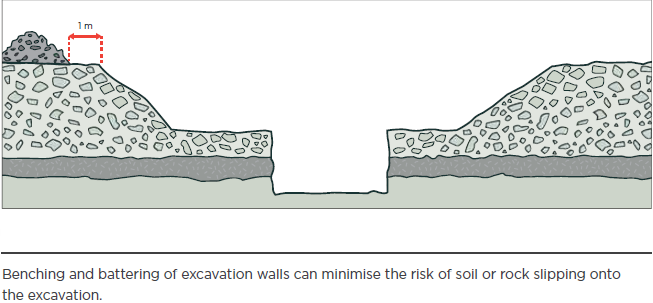 1 m
Benching and battering of excavation walls can minimise the risk of soil or rock slipping onto
the excavation.